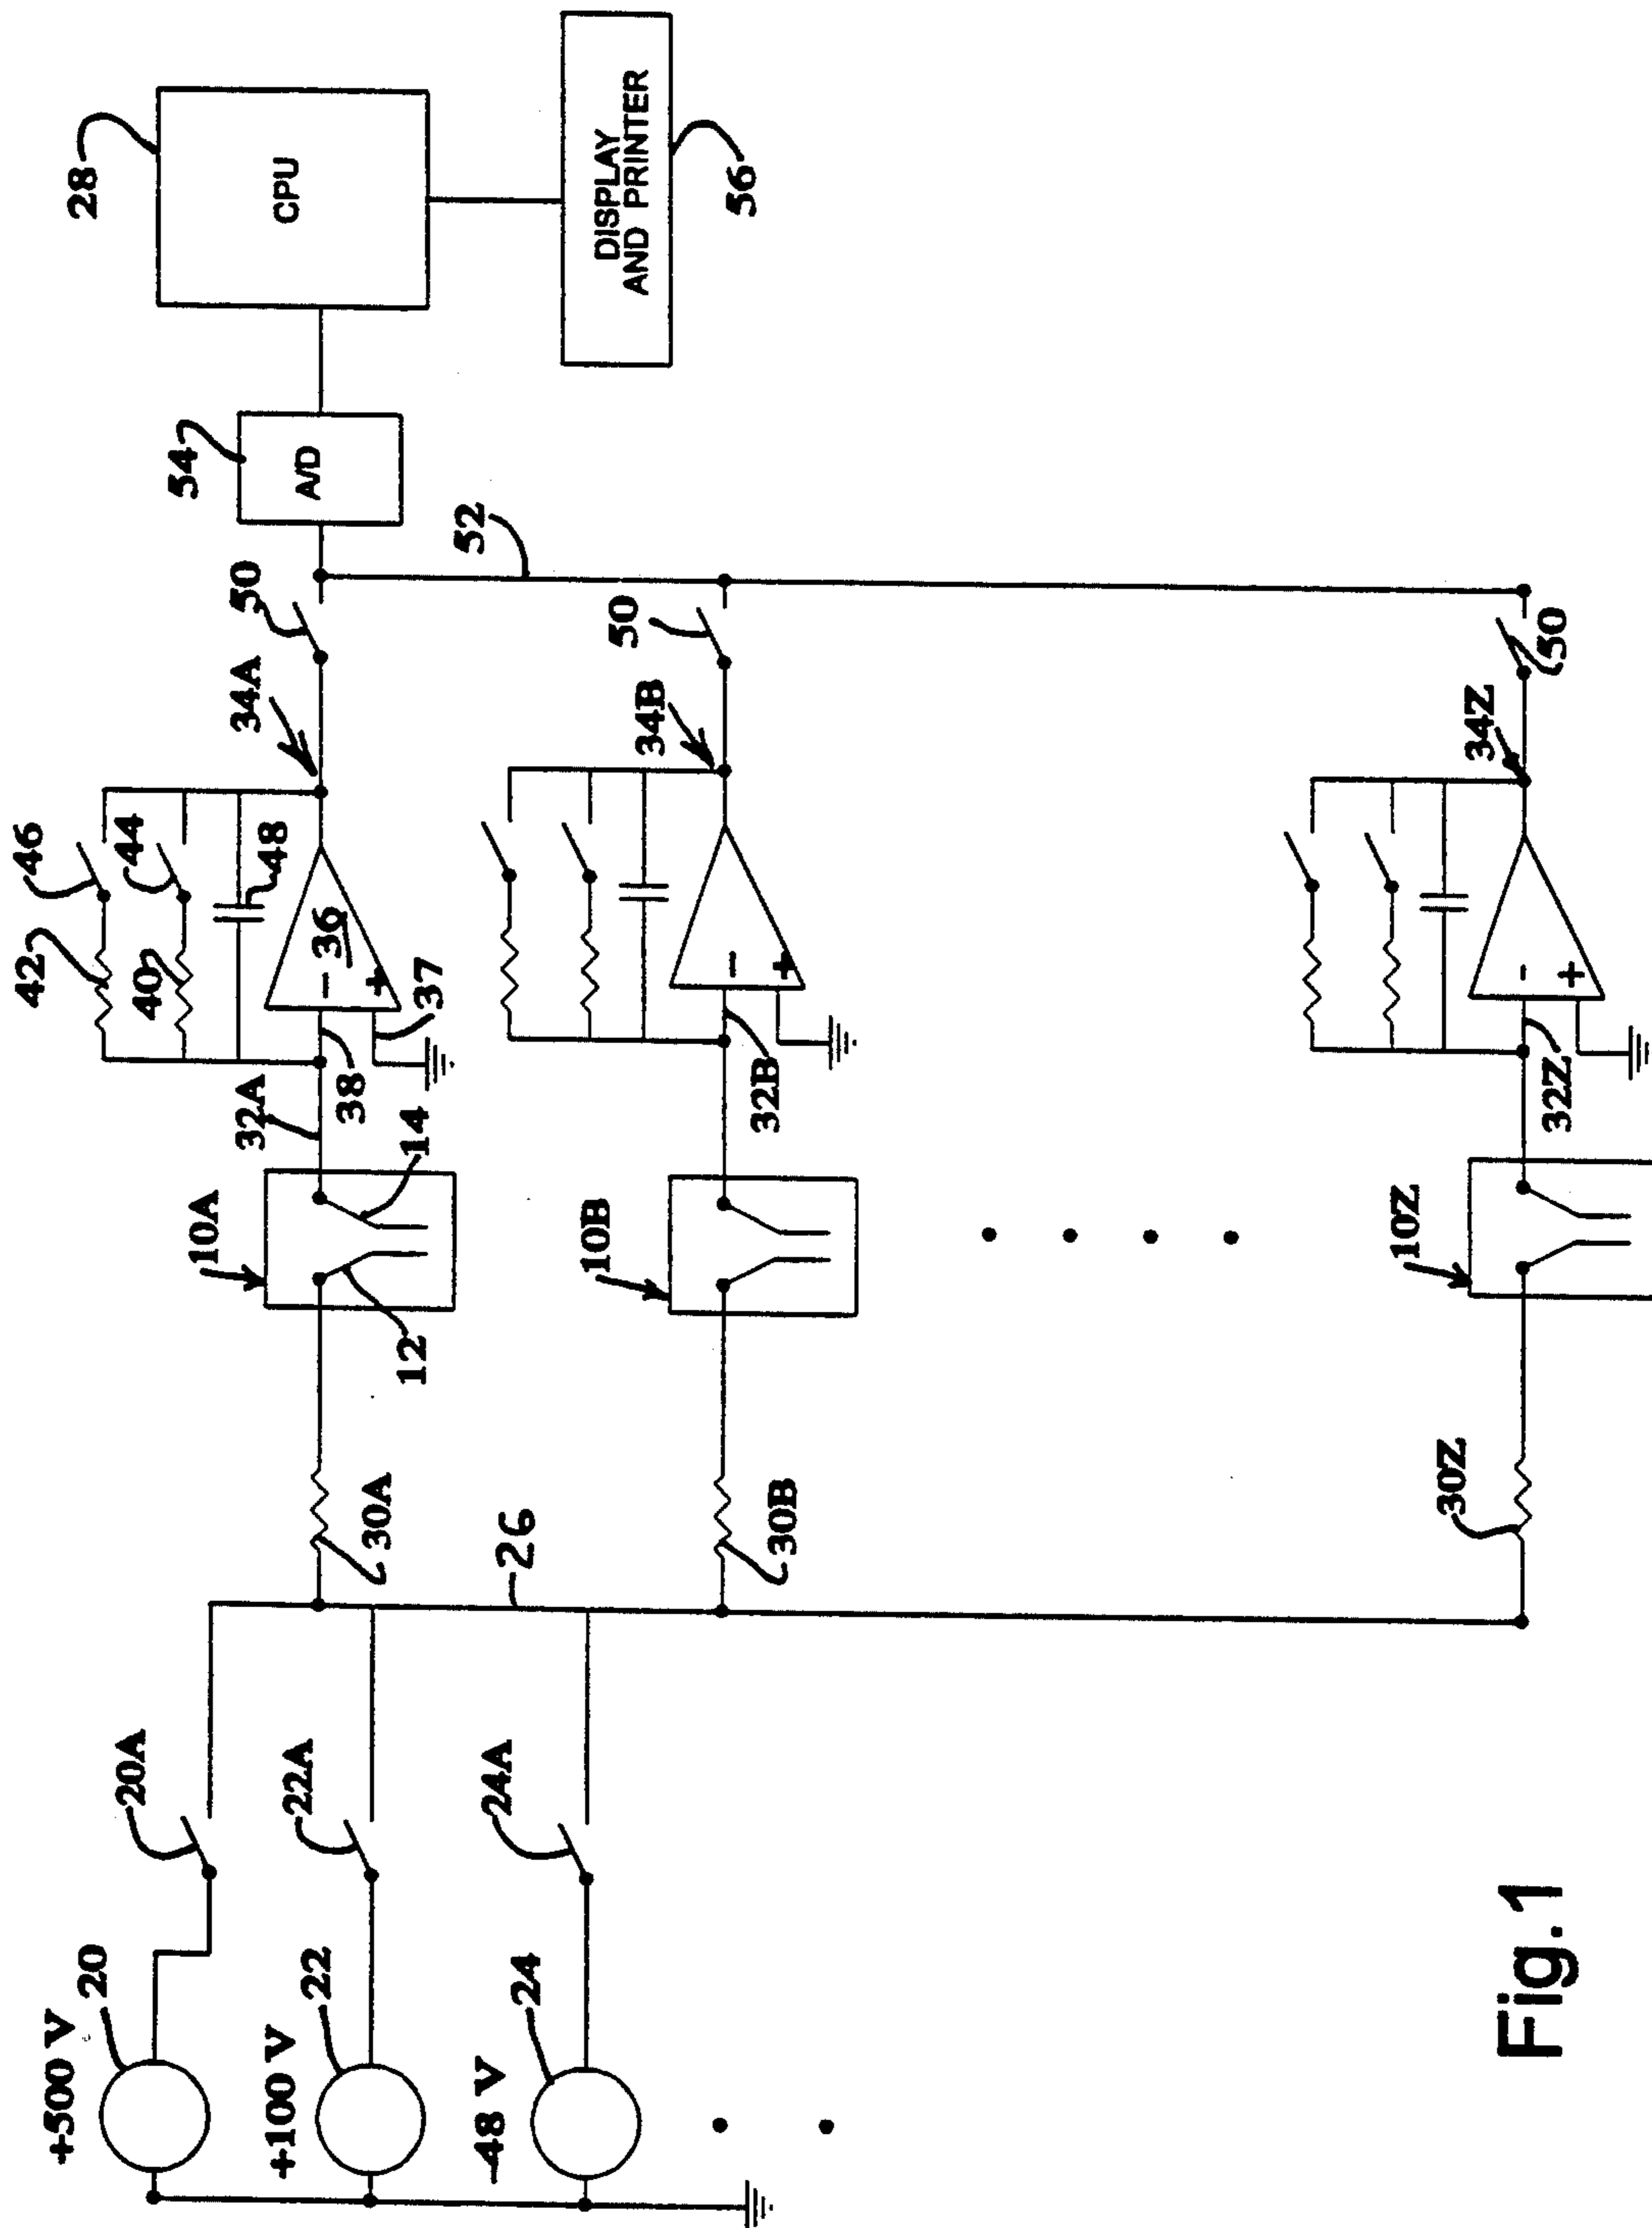 +500 V
20
20A
+100 V
22
22A
-48 V
24
24A
26
30A
12
10A
14
32A
38
37
36
-
+
42
40
46
44
48
34A
50
52
54
A/D
28
CPU
DISPLAY
AND PRINTER
56
30B
10B
32B
-
+
34B
50
30Z
10Z
32Z
-
+
34Z
50
Fig.1